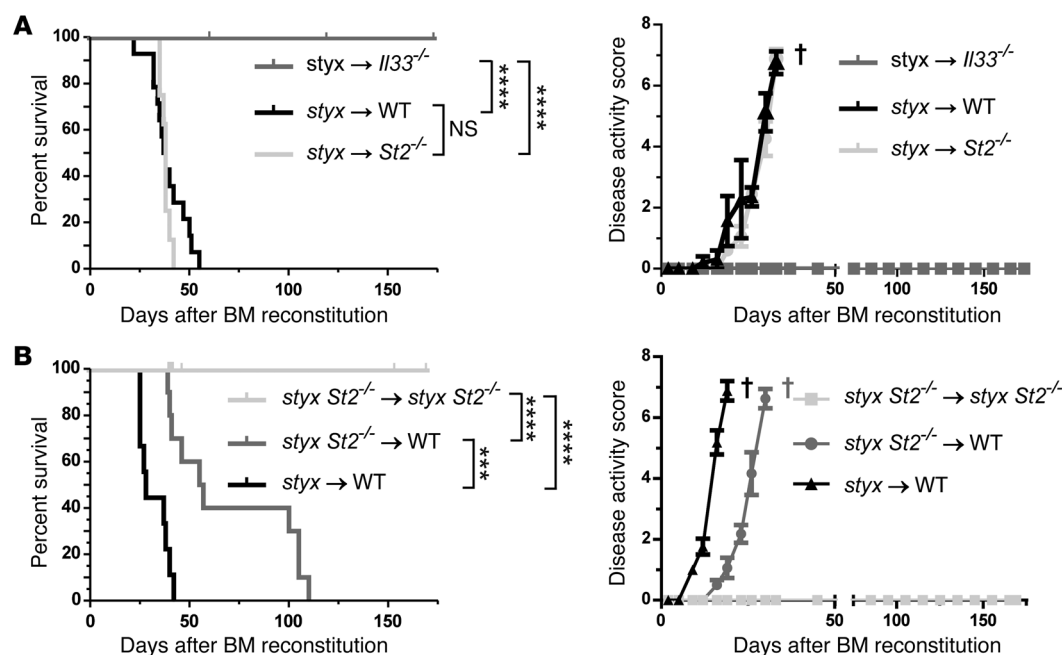 A
Percent survival
100
80
60
40
20
0
0 50 100 150
Days after BM reconstitution
styx → Il33-/-
styx → WT
styx → St2-/-
NS
****
****
Disease activity score
8
6
4
2
0
0 50 150
Days after BM reconstitution
†
styx → Il33-/-
styx → WT
styx → St2-/-
B
Percent survival
100
80
60
40
20
0
0 50 100 150
Days after BM reconstitution
styx St2-/- → styx St2-/-
styx St2-/- → WT
styx → WT
****
***
****
Disease activity score
8
6
4
2
0
0 50 150
Days after BM reconstitution
† †
styx St2-/- → styx St2-/-
styx St2-/- → WT
styx → WT